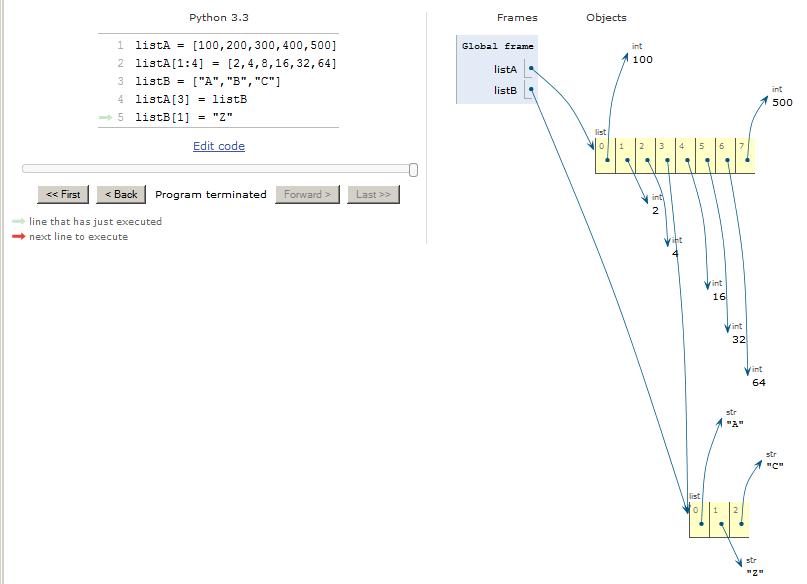 Python 3.3
1 listA = [100,200,300,400,500]
2 listA[1:4] = [2,4,8,16,32,64]
3 listB = ["A","B","C"]
4 listA[3] = listB
5 listB[1] = "Z"
Edit code
<< First < Back Program terminated Forward > Last >>
line that has just executed
next line to execute
Frames Objects
Global frame
listA
listB
int
100
int
500
list
0 1 2 3 4 5 6 7
int
2
int
4
int
16
int
32
int
64
str
"A"
str
"C"
list
0 1 2
str
"Z"